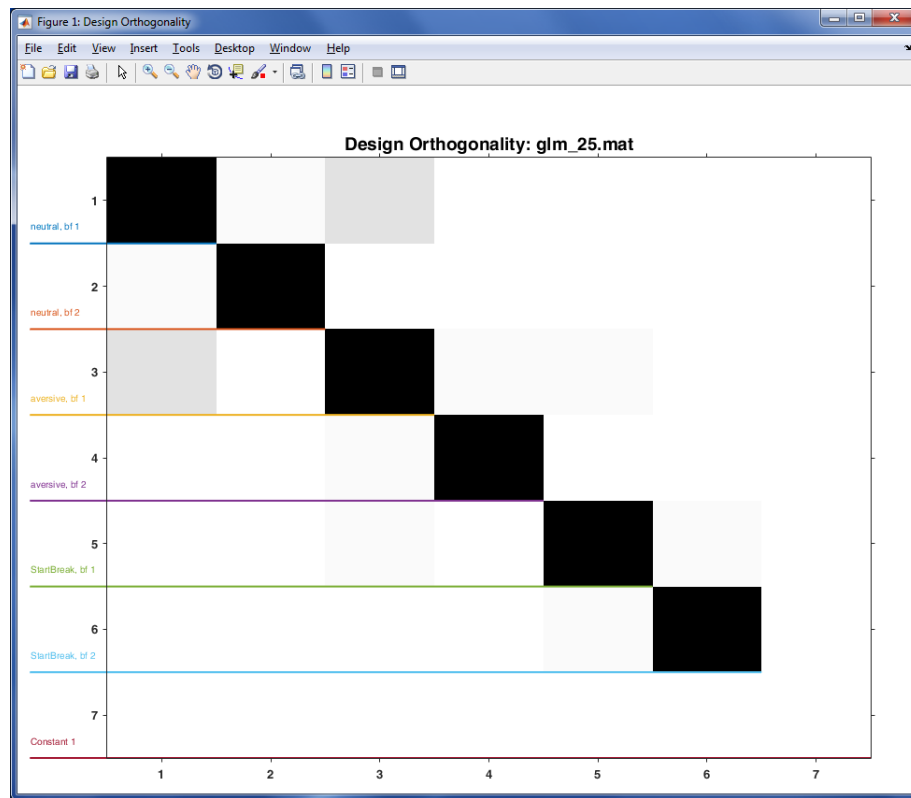 Figure 1: Design Orthogonality
File Edit View Insert Tools Desktop Window Help
Design Orthogonality: glm_25.mat
1
neutral, bf 1
2
neutral, bf 2
3
aversive, bf 1
4
aversive, bf 2
5
StartBreak, bf 1
6
StartBreak, bf 2
7
Constant 1
1 2 3 4 5 6 7